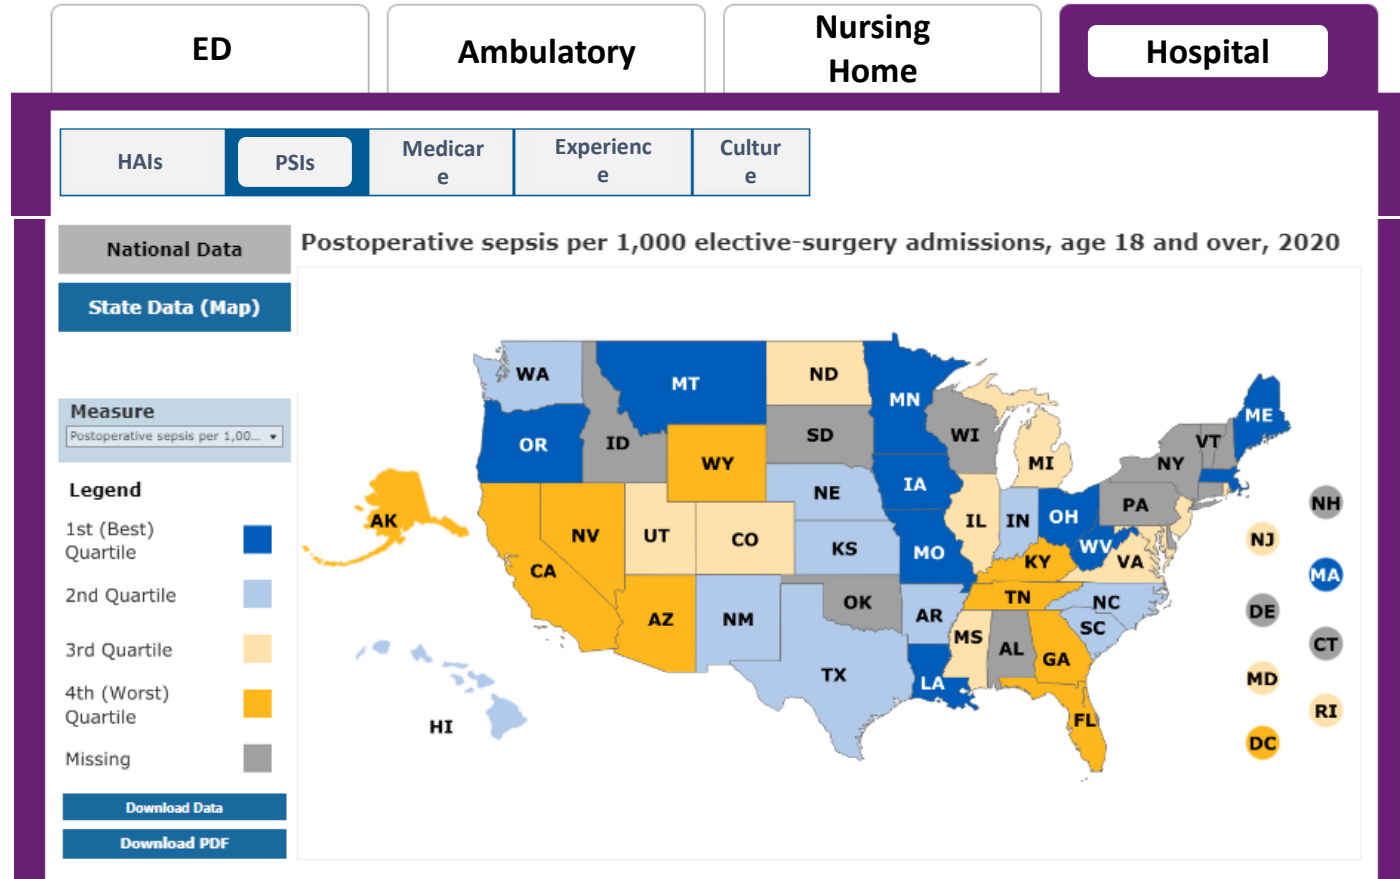 ED
Ambulatory
Nursing
Home
Hospital
HAIs
PSIs
Medicar
e
Experienc
e
Cultur
e
National Data
Postoperative sepsis per 1,000 elective-surgery admissions, age 18 and over, 2020
State Data (Map)
Measure
Postoperative sepsis per 1,00...
Legend
1st (Best)
Quartile
2nd Quartile
3rd Quartile
4th (Worst)
Quartile
Missing
Download Data
Download PDF
WA
MT
ND
MN
ME
OR
ID
SD
WI
VT
WY
MI
NY
NE
IA
PA
NH
AK
NV
UT
CO
IL
IN
OH
NJ
KS
MO
WV
CA
KY
VA
MA
AZ
NM
OK
AR
TN
NC
DE
SC
MS
AL
GA
CT
TX
LA
MD
HI
FL
RI
DC